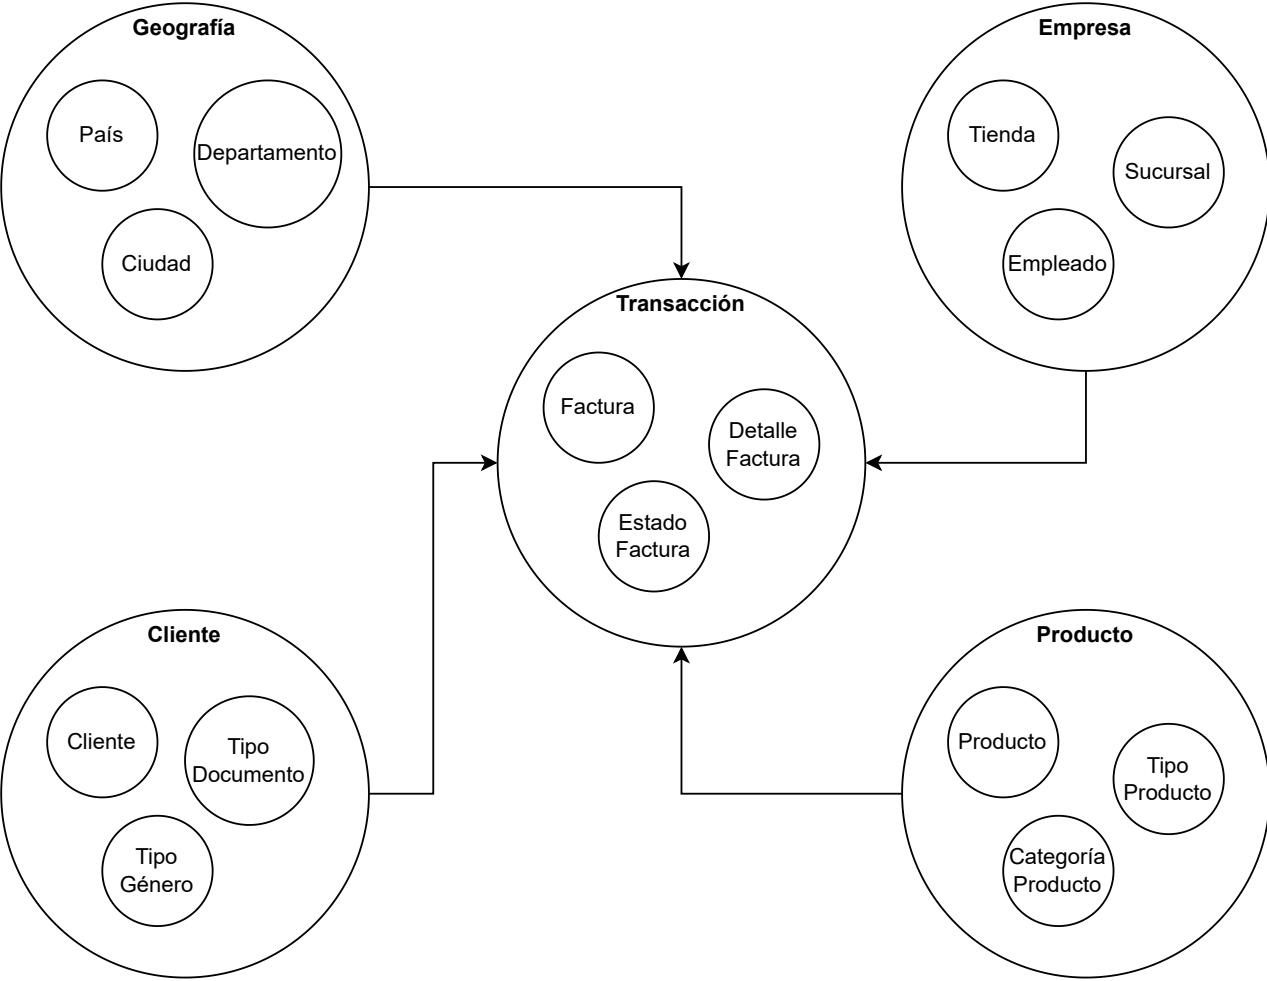 Geografía
País
Departamento
Ciudad
Empresa
Tienda
Sucursal
Empleado
Transacción
Factura
Detalle
Factura
Estado
Factura
Cliente
Cliente
Tipo
Documento
Tipo
Género
Producto
Producto
Tipo
Producto
Categoría
Producto